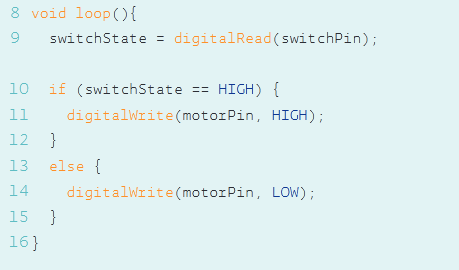 8 void loop(){
9 switchState = digitalRead(switchPin);
10 if (switchState == HIGH) {
11 digitalWrite(motorPin, HIGH);
12 }
13 else {
14 digitalWrite(motorPin, LOW);
15 }
16 }